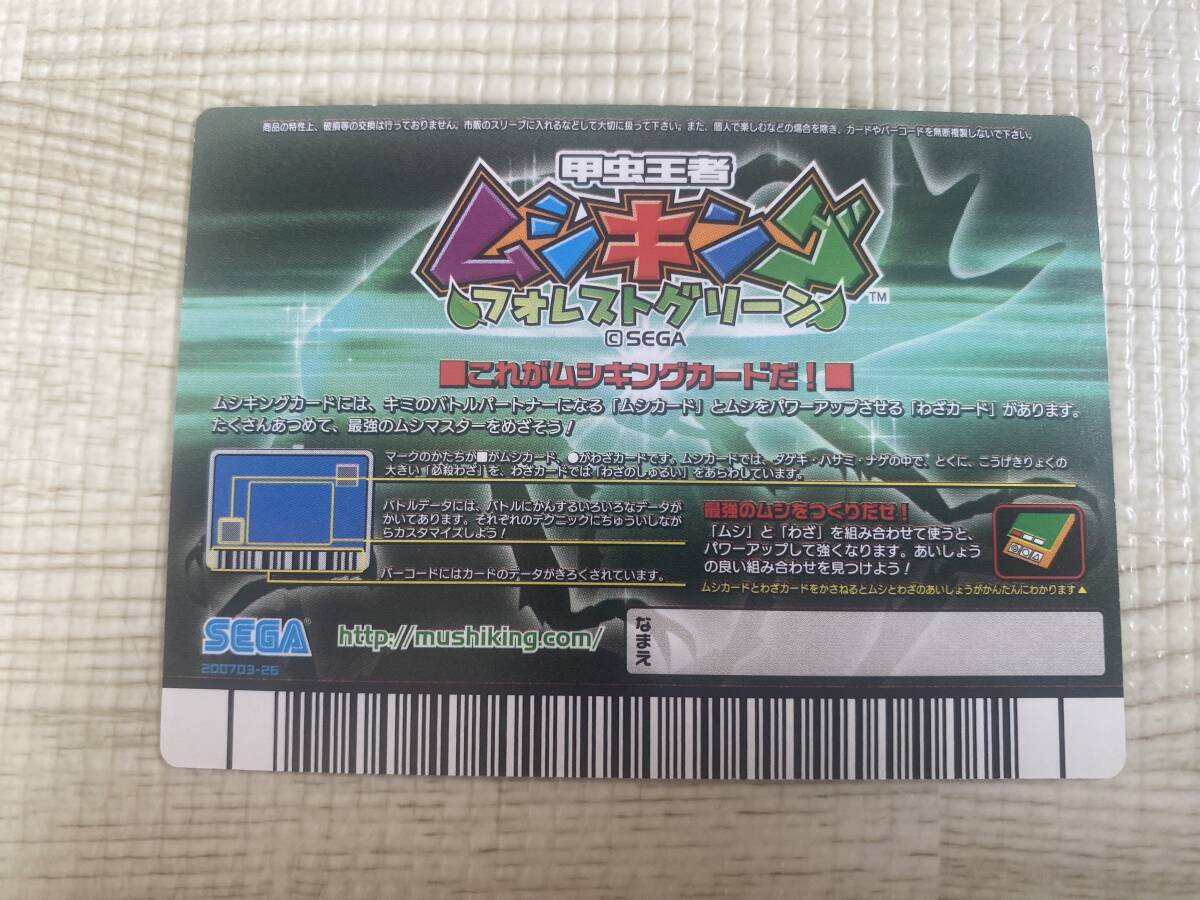 商品の特性上、破損等の交換は行っておりません。市販のスリーブに入れるなどして大切に扱って下さい。また、個人で楽しむなどの場合を除き、カードやバーコードを無断複製しないで下さい。
甲虫王者
ムシキング
フォレストグリーン
TM
©SEGA
■これがムシキングカードだ！■
ムシキングカードには、キミのバトルパートナーになる「ムシカード」とムシをパワーアップさせる「わざカード」があります。
たくさんあつめて、最強のムシマスターをめざそう！
マークのかたちが■がムシカード、●がわざカードです。ムシカードでは、ダゲキ・ハサミ・ナゲの中で、とくに、こうげきりょくの
大きい「必殺わざ」を、わざカードでは「わざのしゅるい」をあらわしています。
バトルデータには、バトルにかんするいろいろなデータが
かいてあります。それぞれのテクニックにちゅういしなが
らカスタマイズしよう！
バーコードにはカードのデータがきろくされています。
最強のムシをつくりだせ！
「ムシ」と「わざ」を組み合わせて使うと、
パワーアップして強くなります。あいしょう
の良い組み合わせを見つけよう！
ムシカードとわざカードをかさねるとムシとわざのあいしょうがかんたんにわかります▲
SEGA®
http://mushiking.com/
なまえ
200703-26